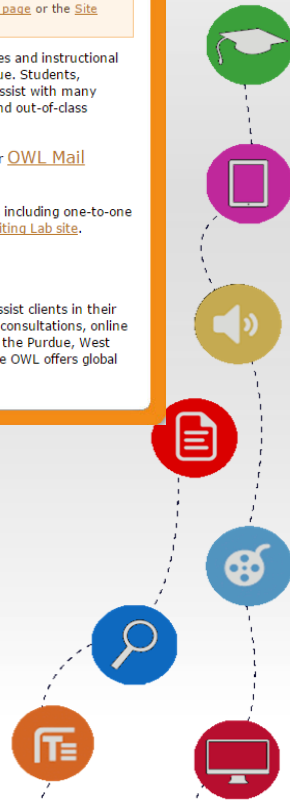 page or the Site
es and instructional
ue. Students,
ssist with many
nd out-of-class
r OWL Mail
including one-to-one
iting Lab site.
ssist clients in their
consultations, online
the Purdue, West
e OWL offers global